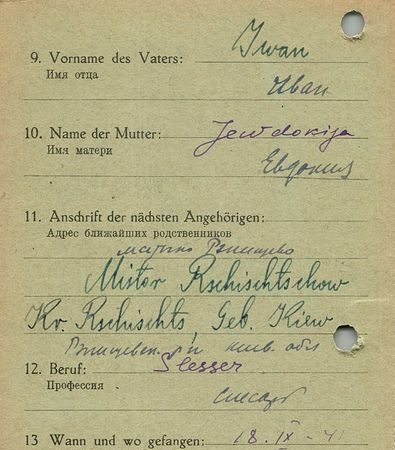 9. Vorname des Vaters: Iwan
Имя отца
Иван
10. Name der Mutter: Jewdokija
Имя матери
Евдокия
11. Anschrift der nächsten Angehörigen:
Адрес ближайших родственников
Mistor Rschischtschow
Kr. Rschischts, Geb. Kiew
киев. обл
12. Beruf: Slesser
Профессия
слесарь
13 Wann und wo gefangen: 18. IX - 41